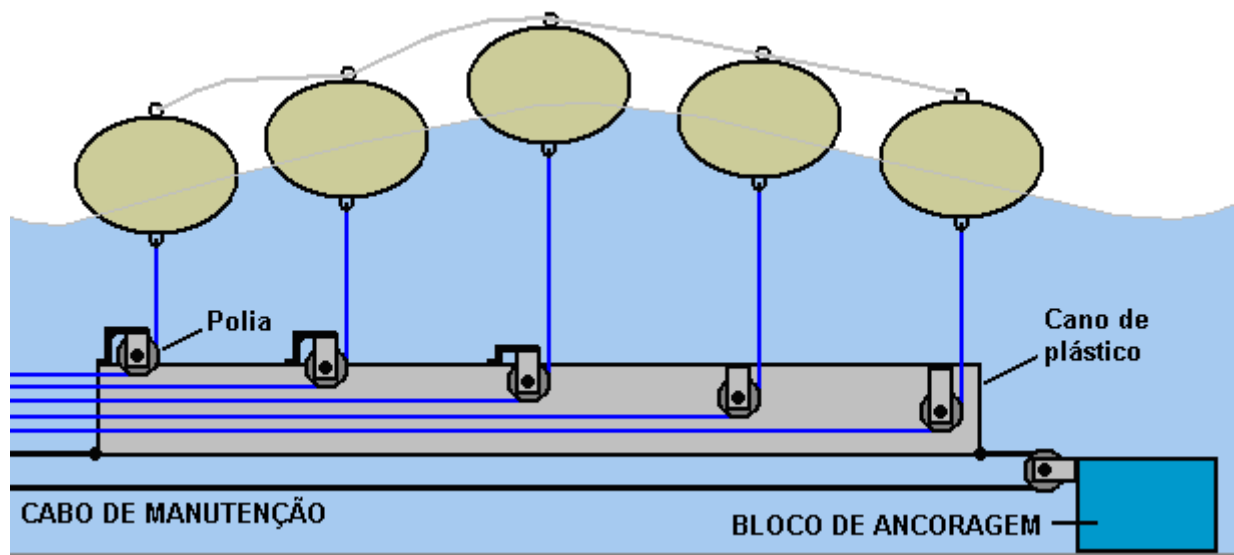 Polia
Cano de
plástico
CABO DE MANUTENÇÃO
BLOCO DE ANCORAGEM